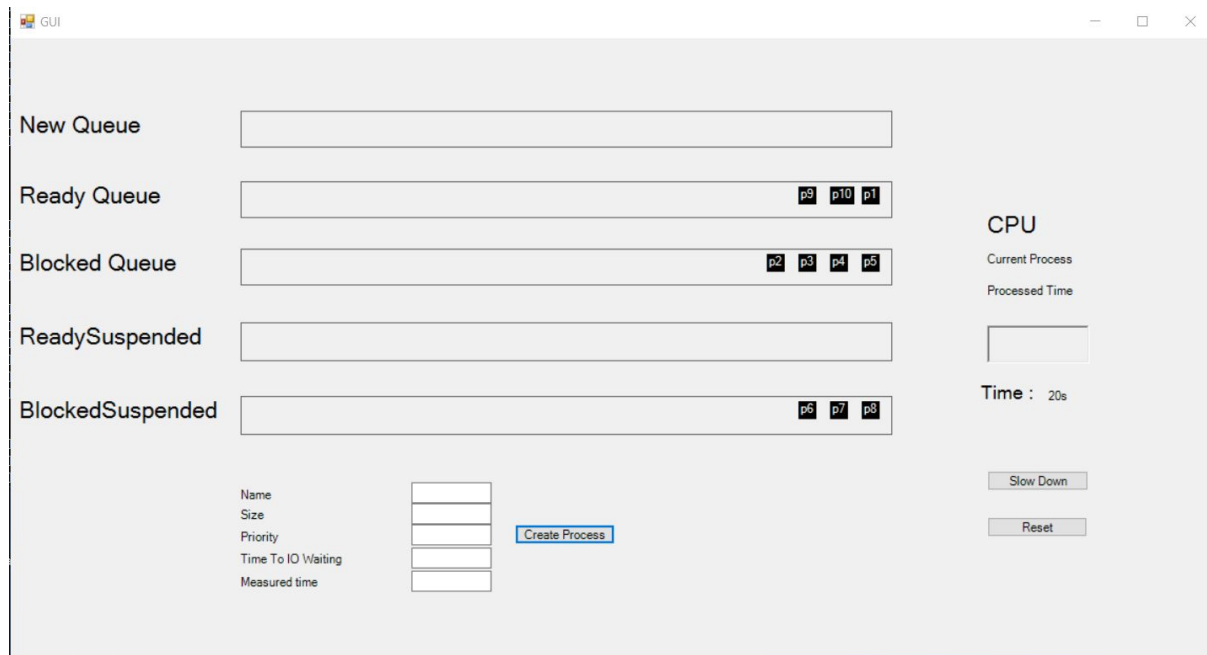 GUI
New Queue
Ready Queue p9 p10 p1
Blocked Queue p2 p3 p4 p5
ReadySuspended
BlockedSuspended p6 p7 p8
CPU
Current Process
Processed Time
Time : 20s
Slow Down
Reset
Name
Size
Priority
Time To IO Waiting
Measured time
Create Process